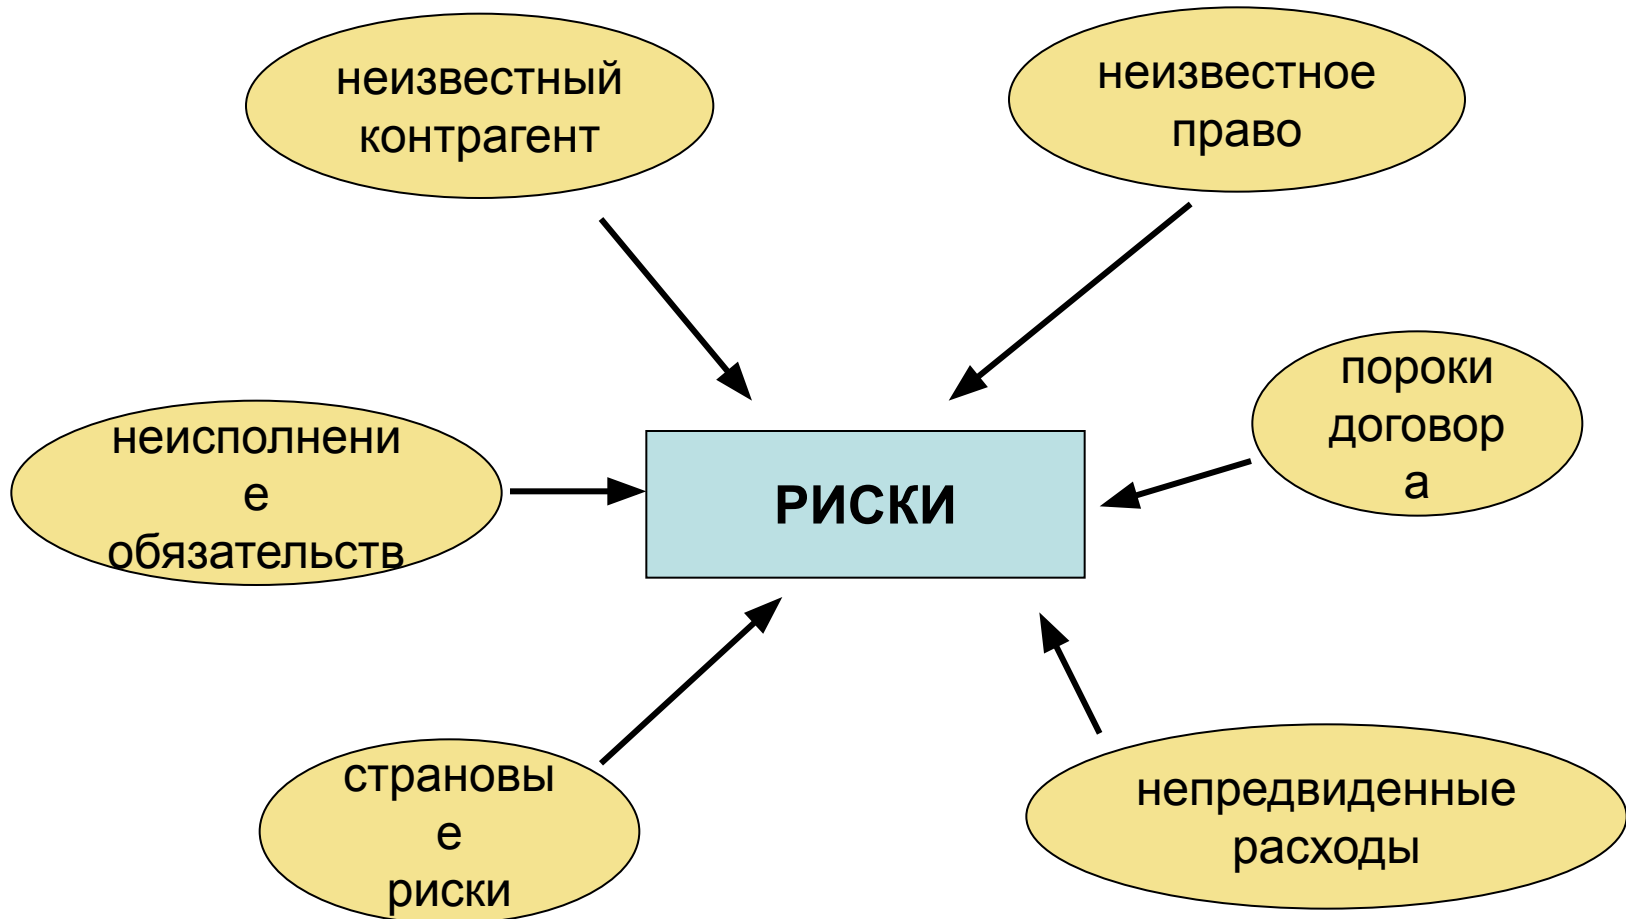 неизвестный
контрагент
неизвестное
право
пороки
договор
а
неисполнени
е
обязательств
РИСКИ
страновы
е
риски
непредвиденные
расходы